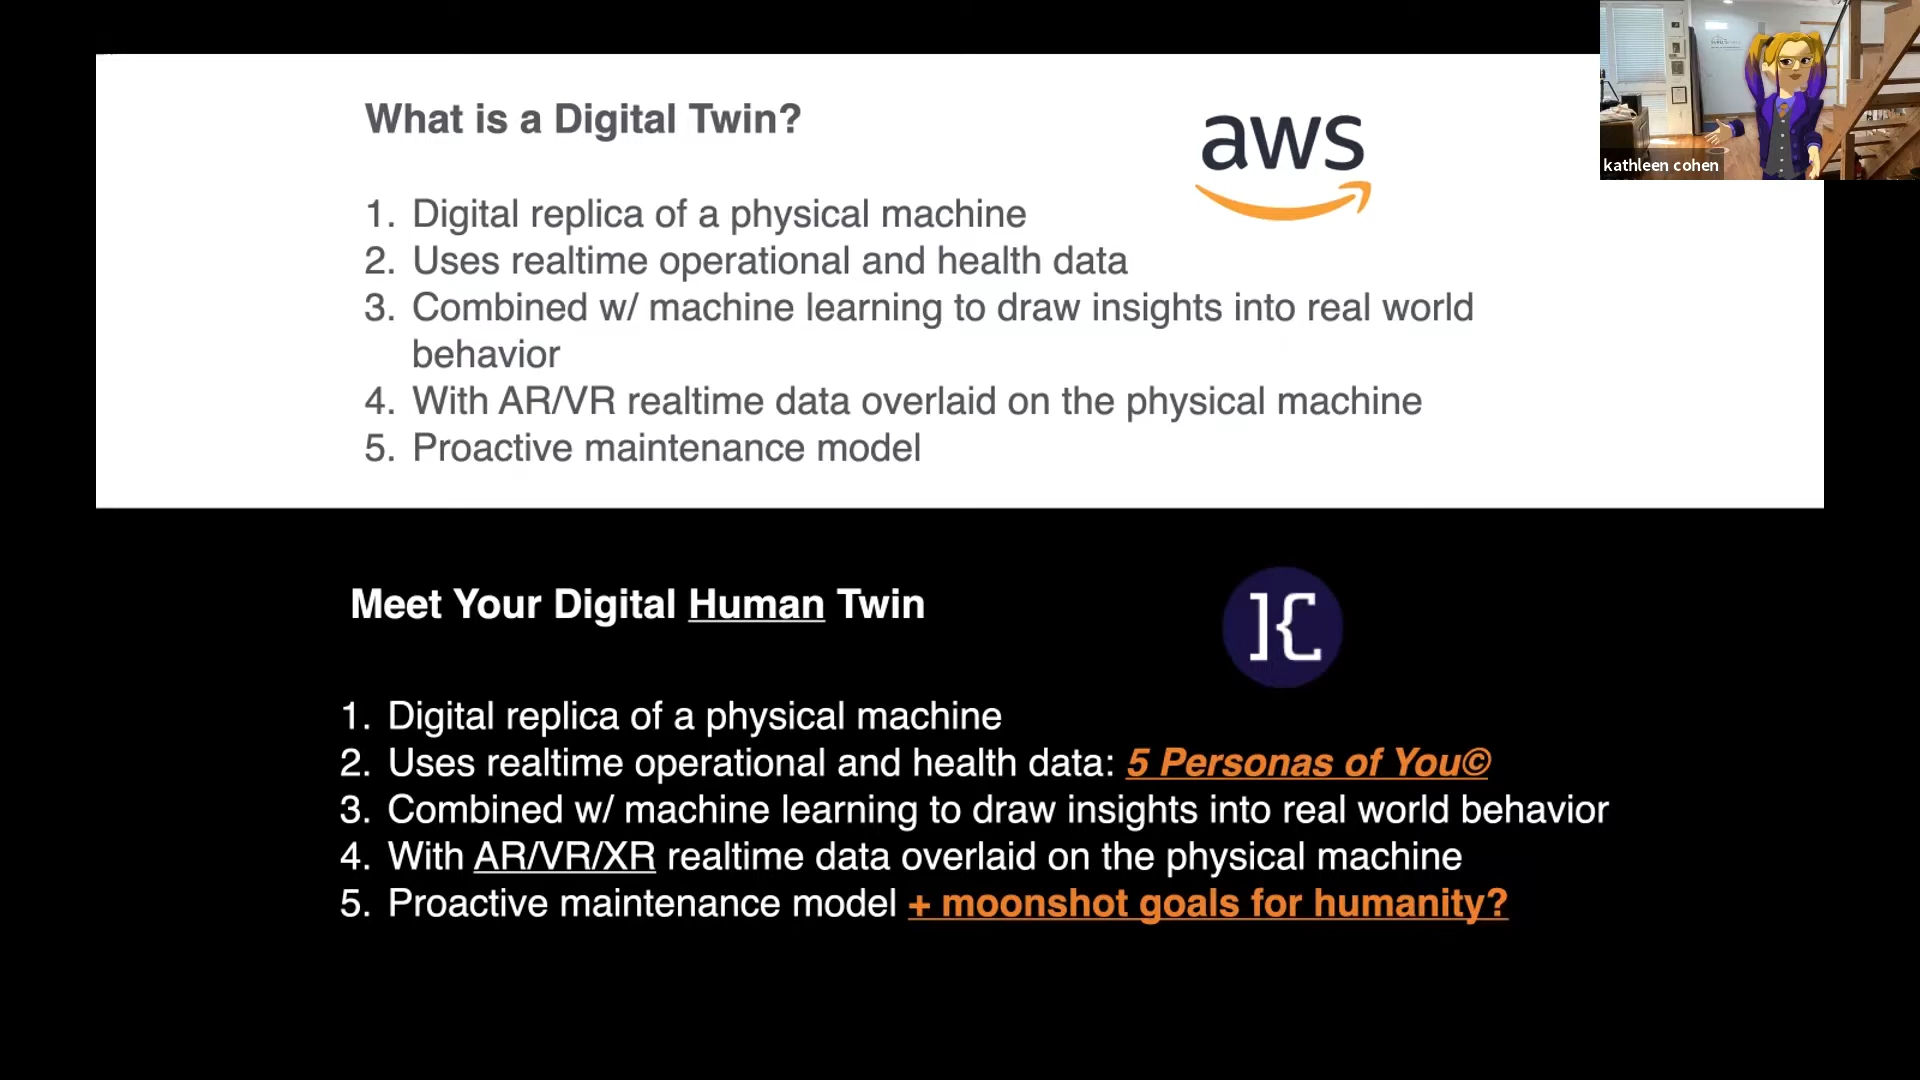 What is a Digital Twin?
aws
1. Digital replica of a physical machine
2. Uses realtime operational and health data
3. Combined w/ machine learning to draw insights into real world
behavior
4. With AR/VR realtime data overlaid on the physical machine
5. Proactive maintenance model
kathleen cohen
Meet Your Digital Human Twin
1. Digital replica of a physical machine
2. Uses realtime operational and health data: 5 Personas of You©
3. Combined w/ machine learning to draw insights into real world behavior
4. With AR/VR/XR realtime data overlaid on the physical machine
5. Proactive maintenance model + moonshot goals for humanity?